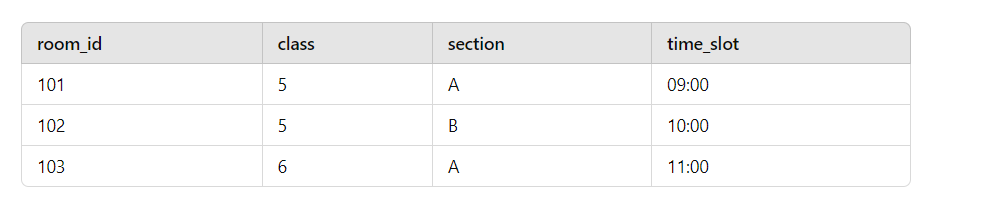 room_id class section time_slot
101 5 A 09:00
102 5 B 10:00
103 6 A 11:00